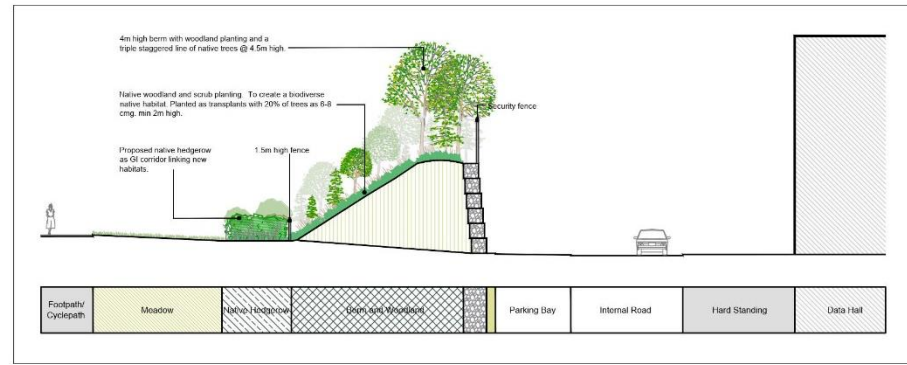 4m high berm with woodland planting and a
triple staggered line of native trees @ 4.5m high.
Native woodland and scrub planting. To create a biodiverse
native habitat. Planted as transplants with 20% of trees as 6-8
cmg. min 2m high.
Security fence
Proposed native hedgerow
as GI corridor linking new
habitats.
1.5m high fence
Footpath/
Cyclepath
Meadow
Native Hedgerow
Berm and Woodland
Parking Bay
Internal Road
Hard Standing
Data Hall